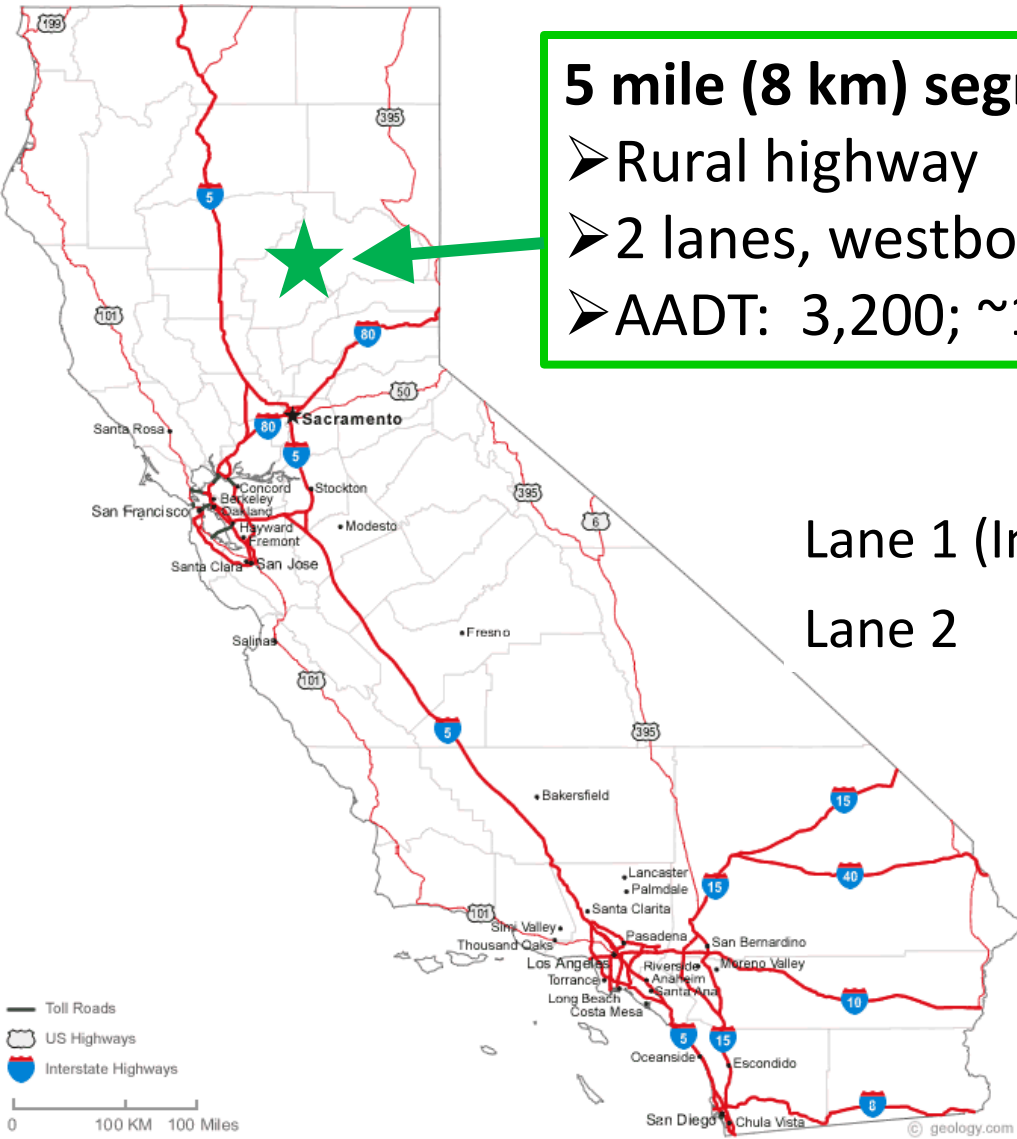 199
395
5 mile (8 km) seg
➢Rural highway
➢2 lanes, westbo
➢AADT: 3,200; ~
5
101
80
50
Sacramento
80
Santa Rosa
5
Concord
Stockton
Berkeley
Oakland
San Francisco
395
6
Hayward
Modesto
Fremont
Lane 1 (I
Santa Clara
San Jose
Lane 2
Salinas
Fresno
101
5
395
Bakersfield
15
Lancaster
40
Palmdale
15
Santa Clarita
101
Simi Valley
Pasadena
San Bernardino
Thousand Oaks
Los Angeles
Riverside
Moreno Valley
Torrance
Anaheim
Santa Ana
Long Beach
10
Costa Mesa
Toll Roads
US Highways
5
15
Interstate Highways
Oceanside
Escondido
8
San Diego
Chula Vista
0 100 KM 100 Miles
© geology.com